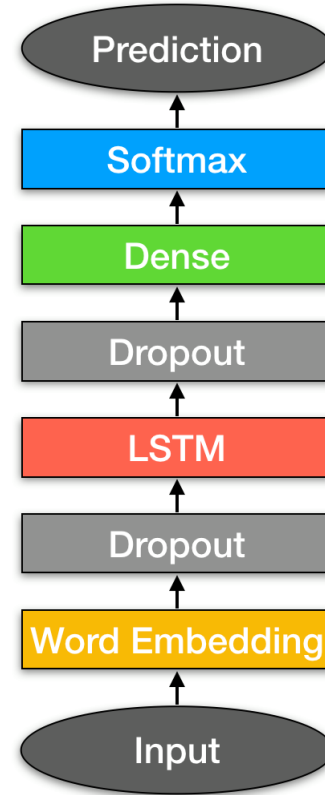 Prediction
Softmax
Dense
Dropout
LSTM
Dropout
Word Embedding
Input